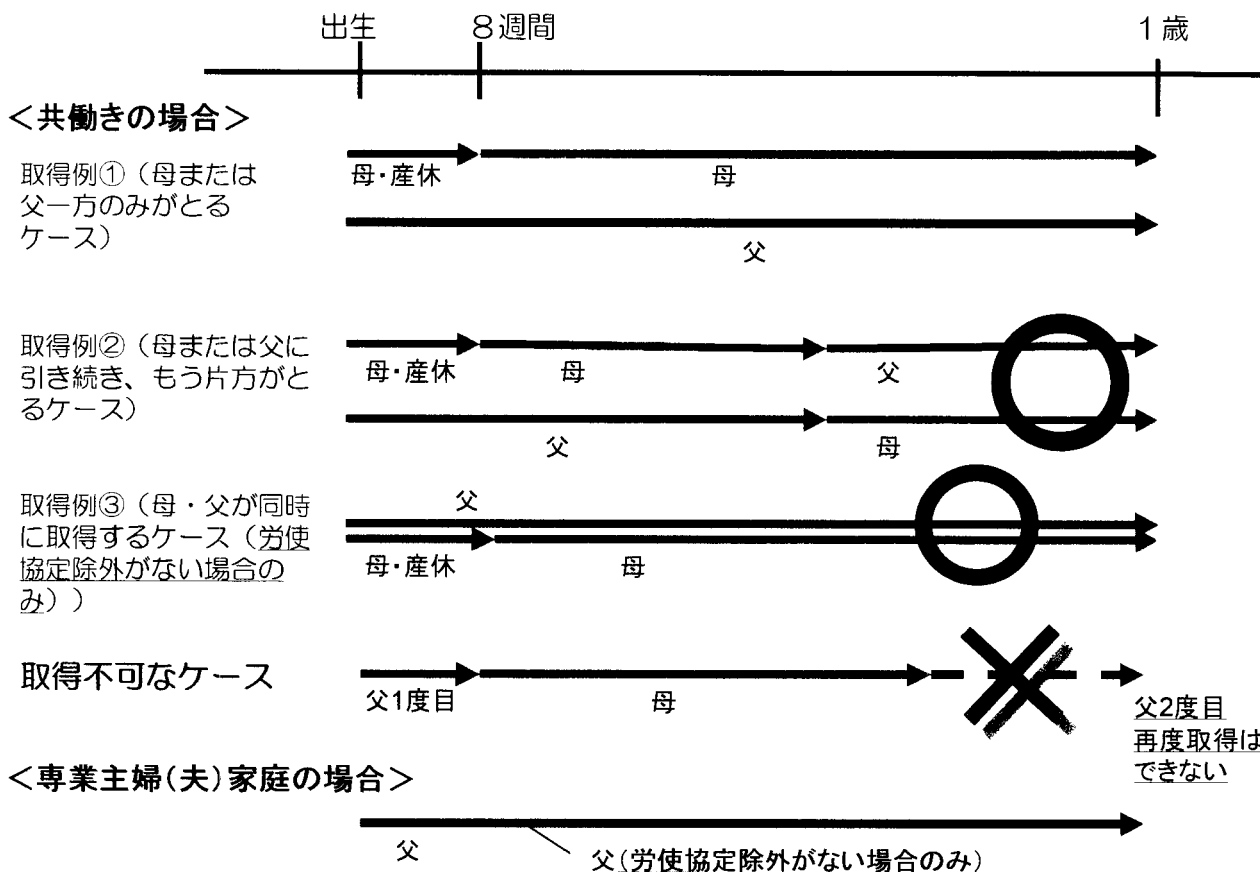 出生 8週間 1歳
＜共働きの場合＞
取得例①（母または
父一方のみがとる
ケース）
母・産休 母
父
取得例②（母または父に
引き続き、もう片方がと
るケース）
母・産休 母 父
父 母
取得例③（母・父が同時
に取得するケース（労使
協定除外がない場合の
み））
父
母・産休 母
取得不可なケース
父1度目 母
父2度目
再度取得は
できない
＜専業主婦(夫)家庭の場合＞
父
父(労使協定除外がない場合のみ)